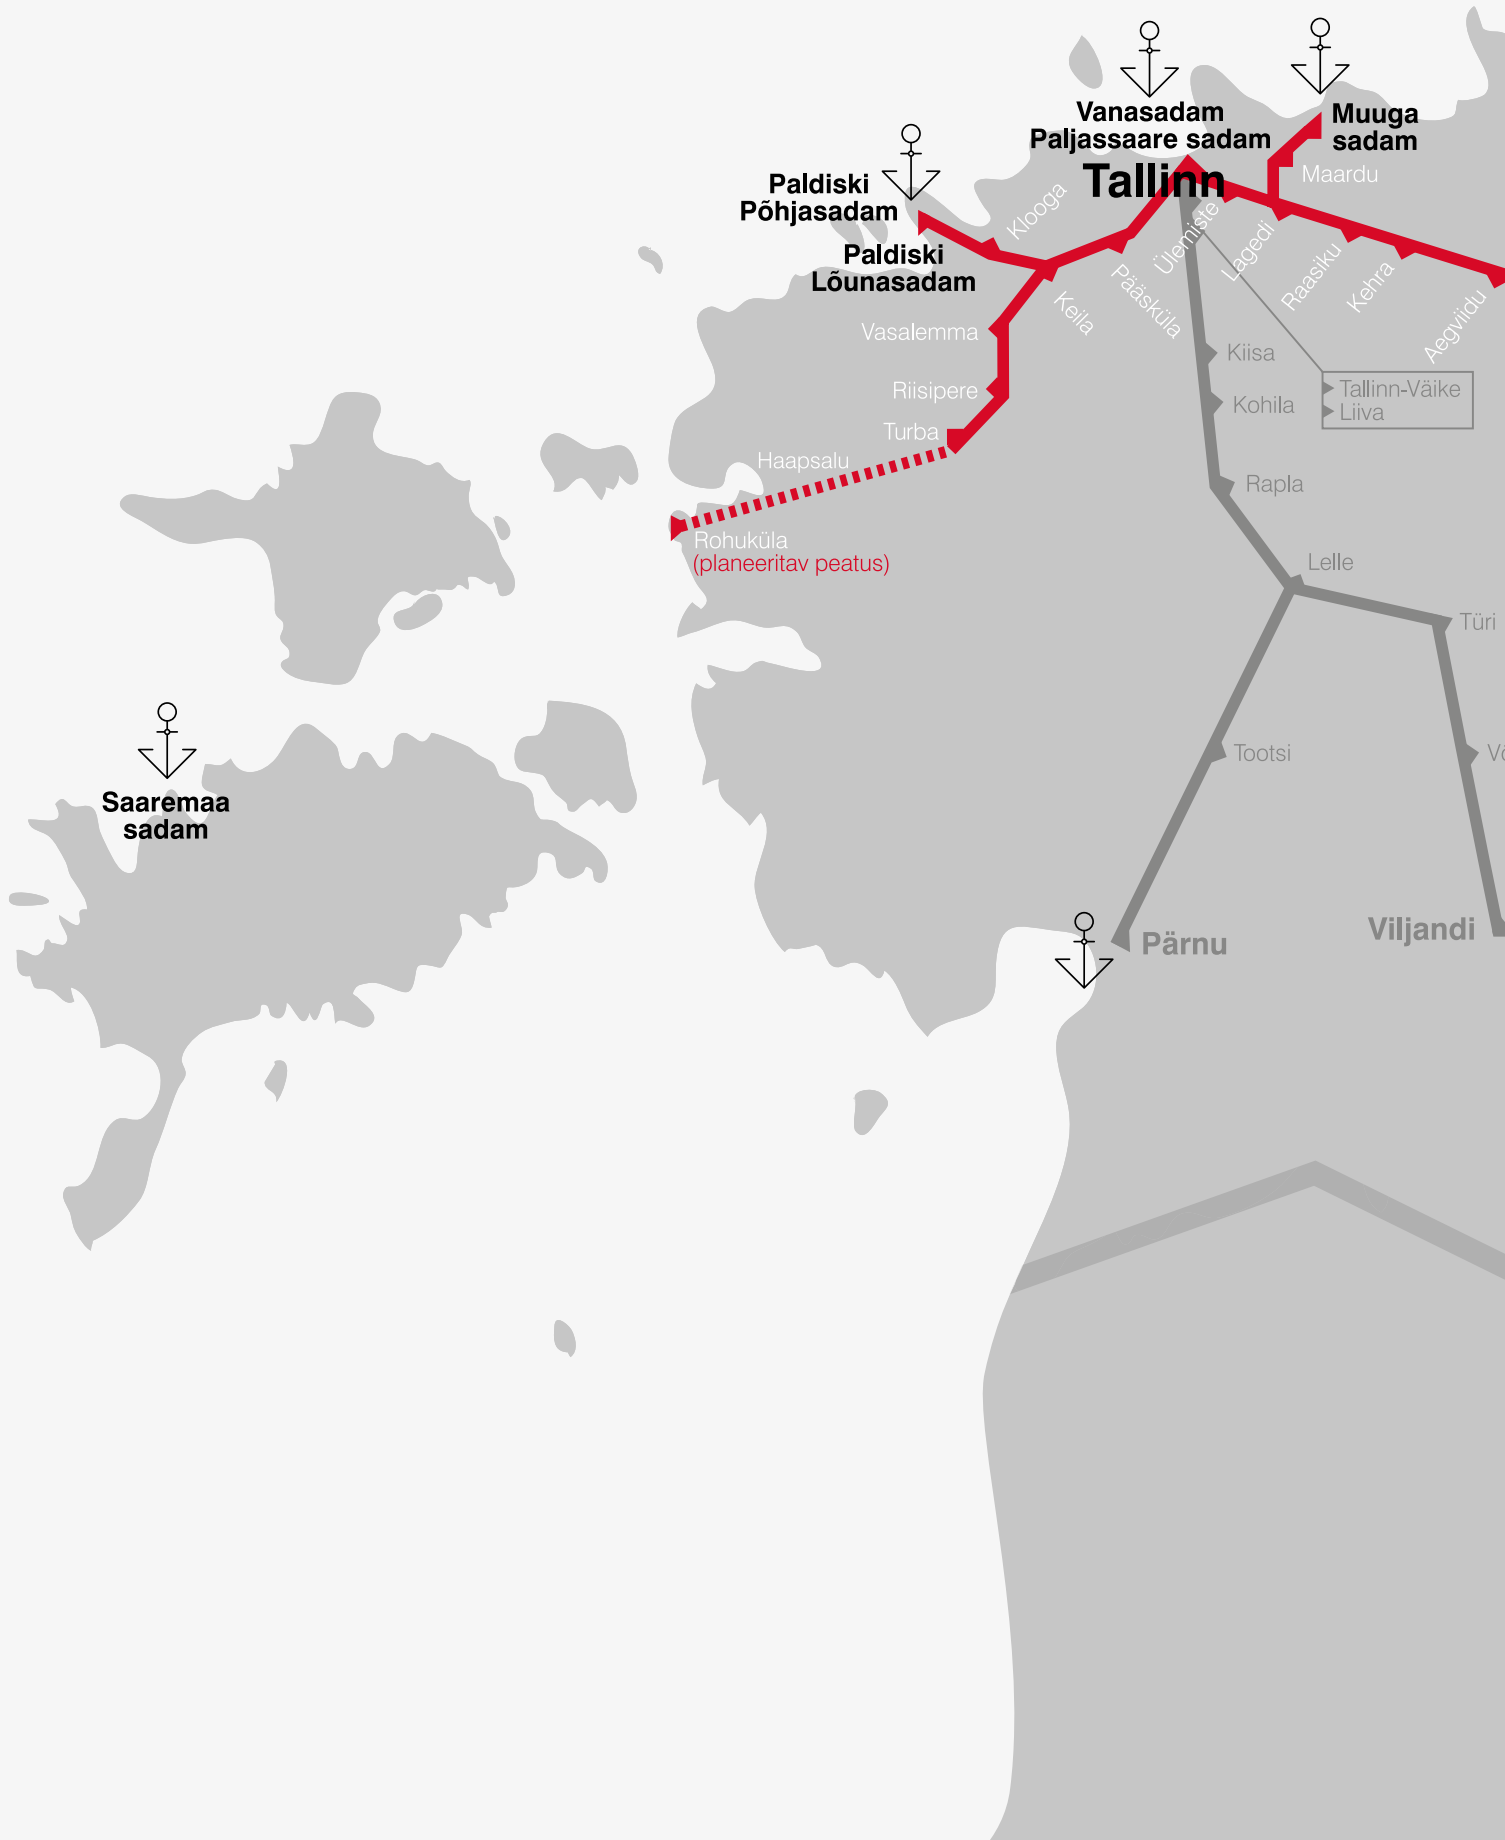 Vanasadam
Paljassaare sadam
Tallinn
Muuga
sadam
Maardu
Paldiski
Põhjasadam
Paldiski
Lõunasadam
Klooga
Keila
Pääsküla
Ülemiste
Lagedi
Raasiku
Kehra
Aegviidu
Vasalemma
Riisipere
Turba
Haapsalu
Rohuküla
(planeeritav peatus)
Kiisa
Kohila
Tallinn-Väike
Liiva
Rapla
Lelle
Türi
Tootsi
Saaremaa
sadam
Pärnu
Viljandi